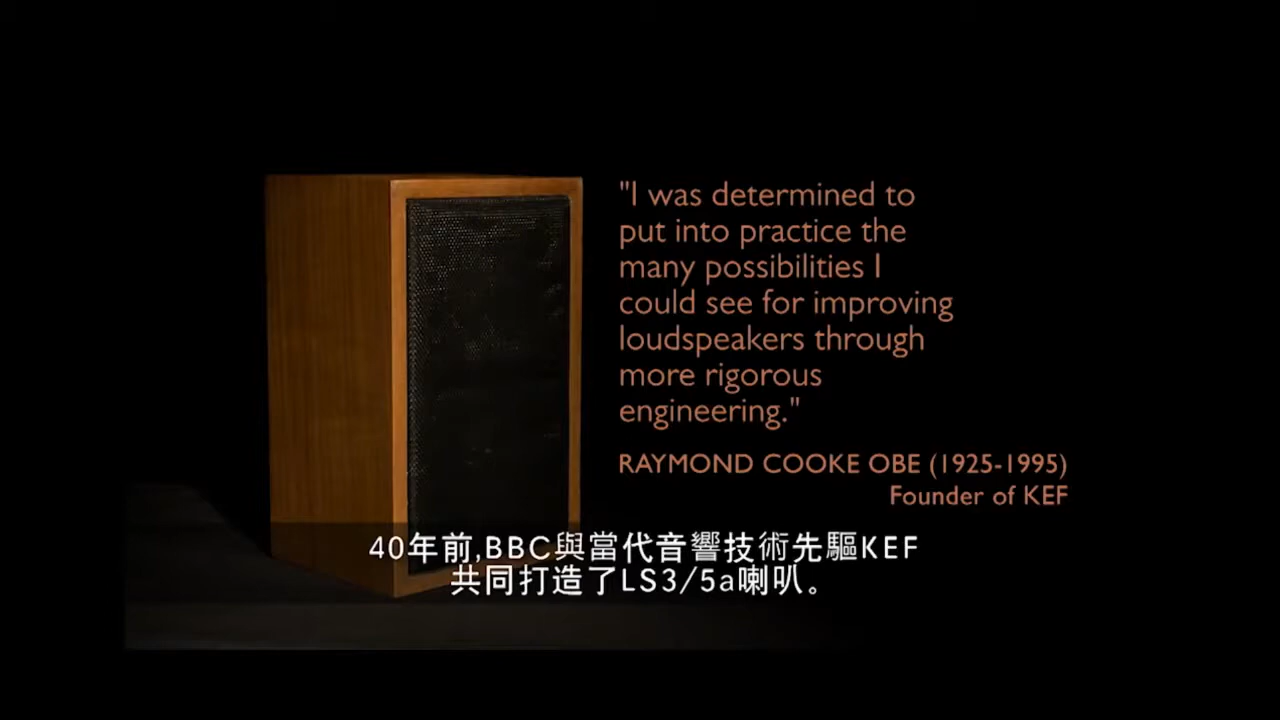 "I was determined to
put into practice the
many possibilities I
could see for improving
loudspeakers through
more rigorous
engineering."
RAYMOND COOKE OBE (1925-1995)
Founder of KEF
40年前,BBC與當代音響技術先驅KEF
共同打造了LS3/5a喇叭。